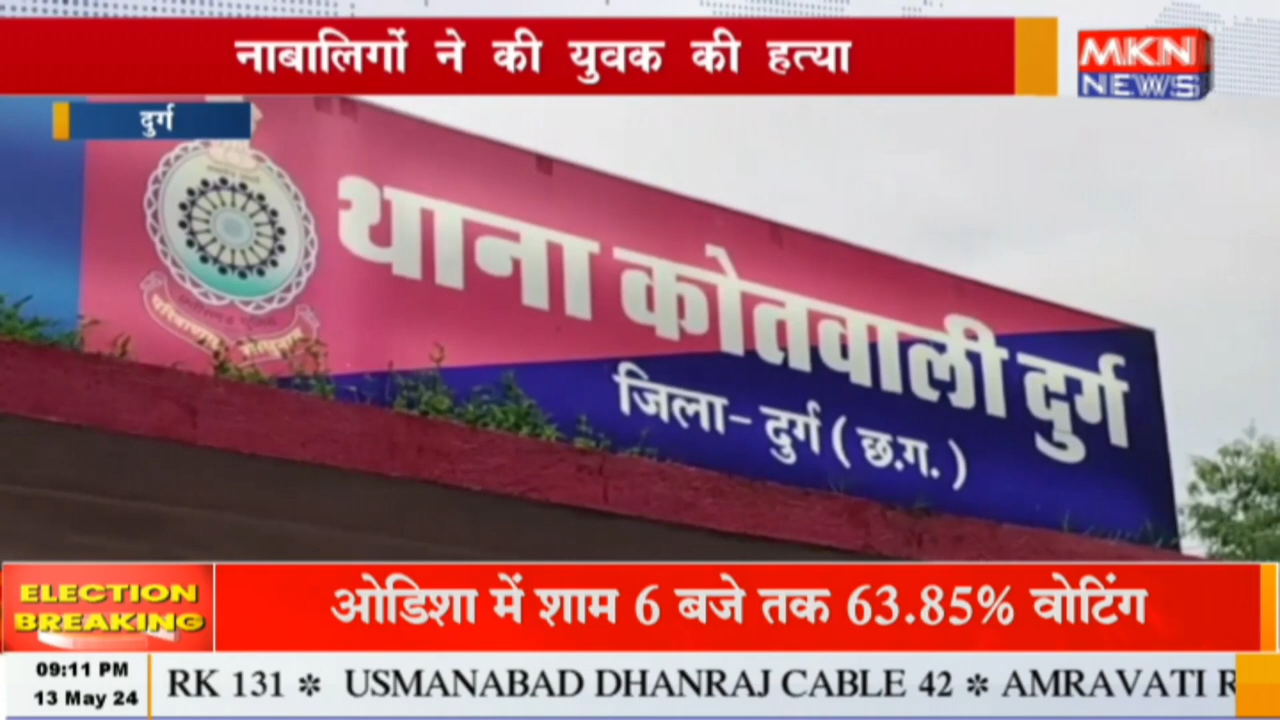 नाबालिगों ने की युवक की हत्या
MKN
NEWS
दुर्ग
थाना कोतवाली दुर्ग
जिला- दुर्ग ( छ.ग. )
ELECTION
BREAKING
ओडिशा में शाम 6 बजे तक 63.85% वोटिंग
09:11 PM
13 May 24
RK 131 ✻ USMANABAD DHANRAJ CABLE 42 ✻ AMRAVATI R